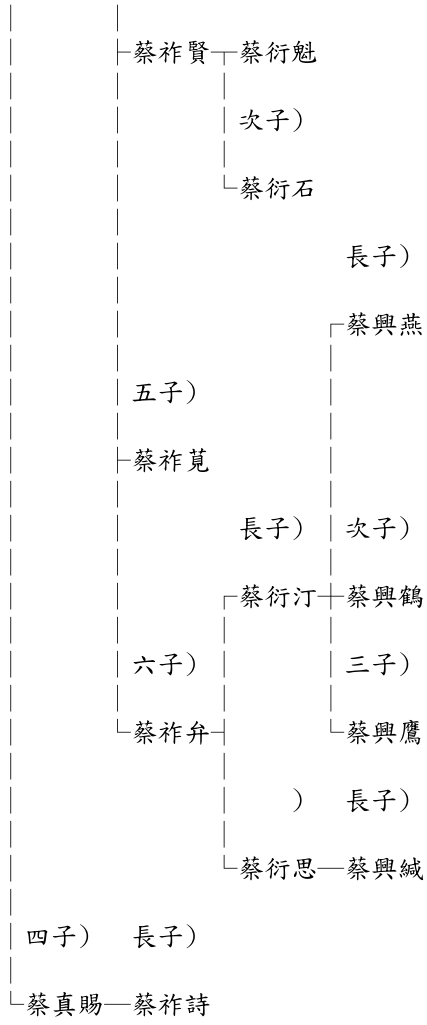 蔡祚賢 蔡衍魁
次子)
蔡衍石
長子)
蔡興燕
五子)
蔡祚莧
長子) 次子)
蔡衍汀 蔡興鶴
六子) 三子)
蔡祚弁 蔡興鷹
) 長子)
蔡衍思 蔡興緘
四子) 長子)
蔡真賜 蔡祚詩